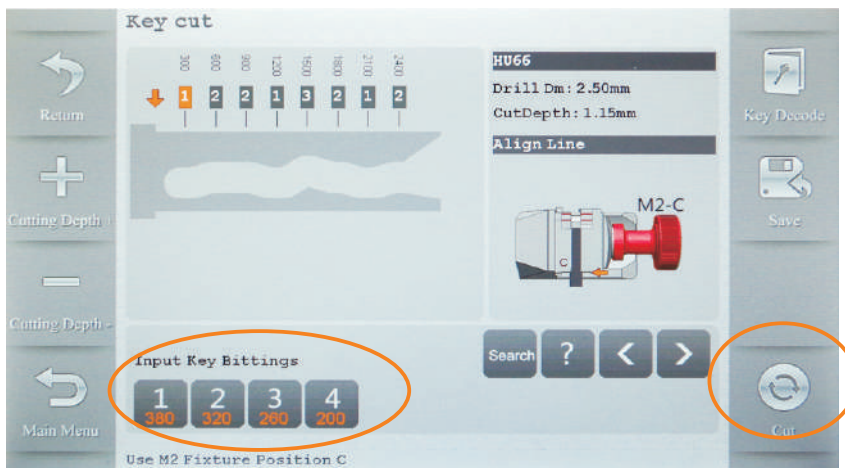 Key cut
300 600 900 1200 1500 1800 2100 2400
1 2 2 1 3 2 1 2
HU66
Drill Dm: 2.50mm
CutDepth: 1.15mm
Align Line
M2-C
C
Return
Cutting Depth +
Cutting Depth -
Main Menu
Key Decode
Save
Cut
Search ? < >
Input Key Bittings
1 2 3 4
380 320 260 200
Use M2 Fixture Position C